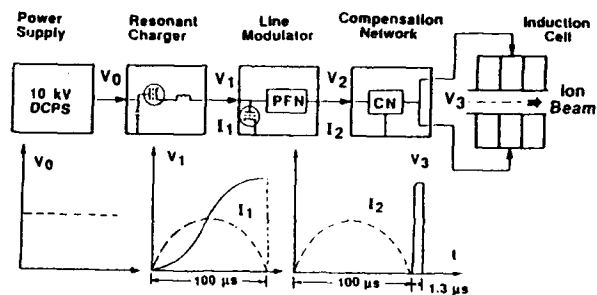 Power
Supply
Resonant
Charger
Line
Modulator
Compensation
Network
Induction
Cell
10 kV
DCPS
V0
V1
PFN
I1
V2
I2
CN
V3
Ion
Beam
V0
V1
I1
100 μs
I2
V3
t
100 μs
1.3 μs